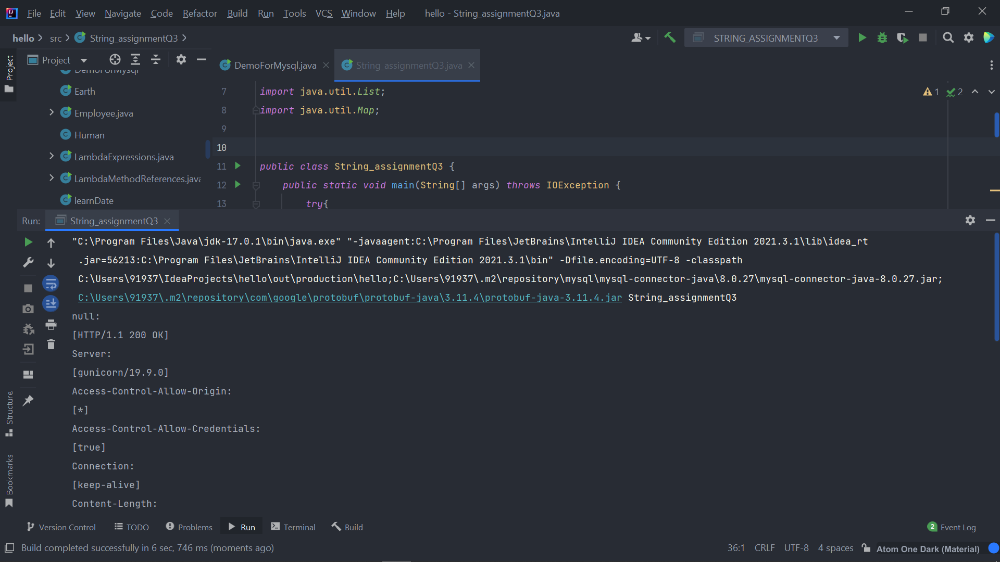 File Edit View Navigate Code Refactor Build Run Tools VCS Window Help hello - String_assignmentQ3.java
hello src String_assignmentQ3 STRING_ASSIGNMENTQ3
Project
Project
DemoForMysql.java String_assignmentQ3.java
DemoForMysql
Earth
Employee.java
Human
LambdaExpressions.java
LambdaMethodReferences.java
learnDate
7 import java.util.List;
1 2
8 import java.util.Map;
9
10
11 public class String_assignmentQ3 {
12 public static void main(String[] args) throws IOException {
13 try{
Run: String_assignmentQ3
"C:\Program Files\Java\jdk-17.0.1\bin\java.exe" "-javaagent:C:\Program Files\JetBrains\IntelliJ IDEA Community Edition 2021.3.1\lib\idea_rt
.jar=56213:C:\Program Files\JetBrains\IntelliJ IDEA Community Edition 2021.3.1\bin" -Dfile.encoding=UTF-8 -classpath
C:\Users\91937\IdeaProjects\hello\out\production\hello;C:\Users\91937\.m2\repository\mysql\mysql-connector-java\8.0.27\mysql-connector-java-8.0.27.jar;
C:\Users\91937\.m2\repository\com\google\protobuf\protobuf-java\3.11.4\protobuf-java-3.11.4.jar String_assignmentQ3
null:
[HTTP/1.1 200 OK]
Server:
[gunicorn/19.9.0]
Access-Control-Allow-Origin:
[*]
Access-Control-Allow-Credentials:
[true]
Connection:
[keep-alive]
Content-Length:
Structure
Bookmarks
Version Control TODO Problems Run Terminal Build 2 Event Log
Build completed successfully in 6 sec, 746 ms (moments ago) 36:1 CRLF UTF-8 4 spaces Atom One Dark (Material)